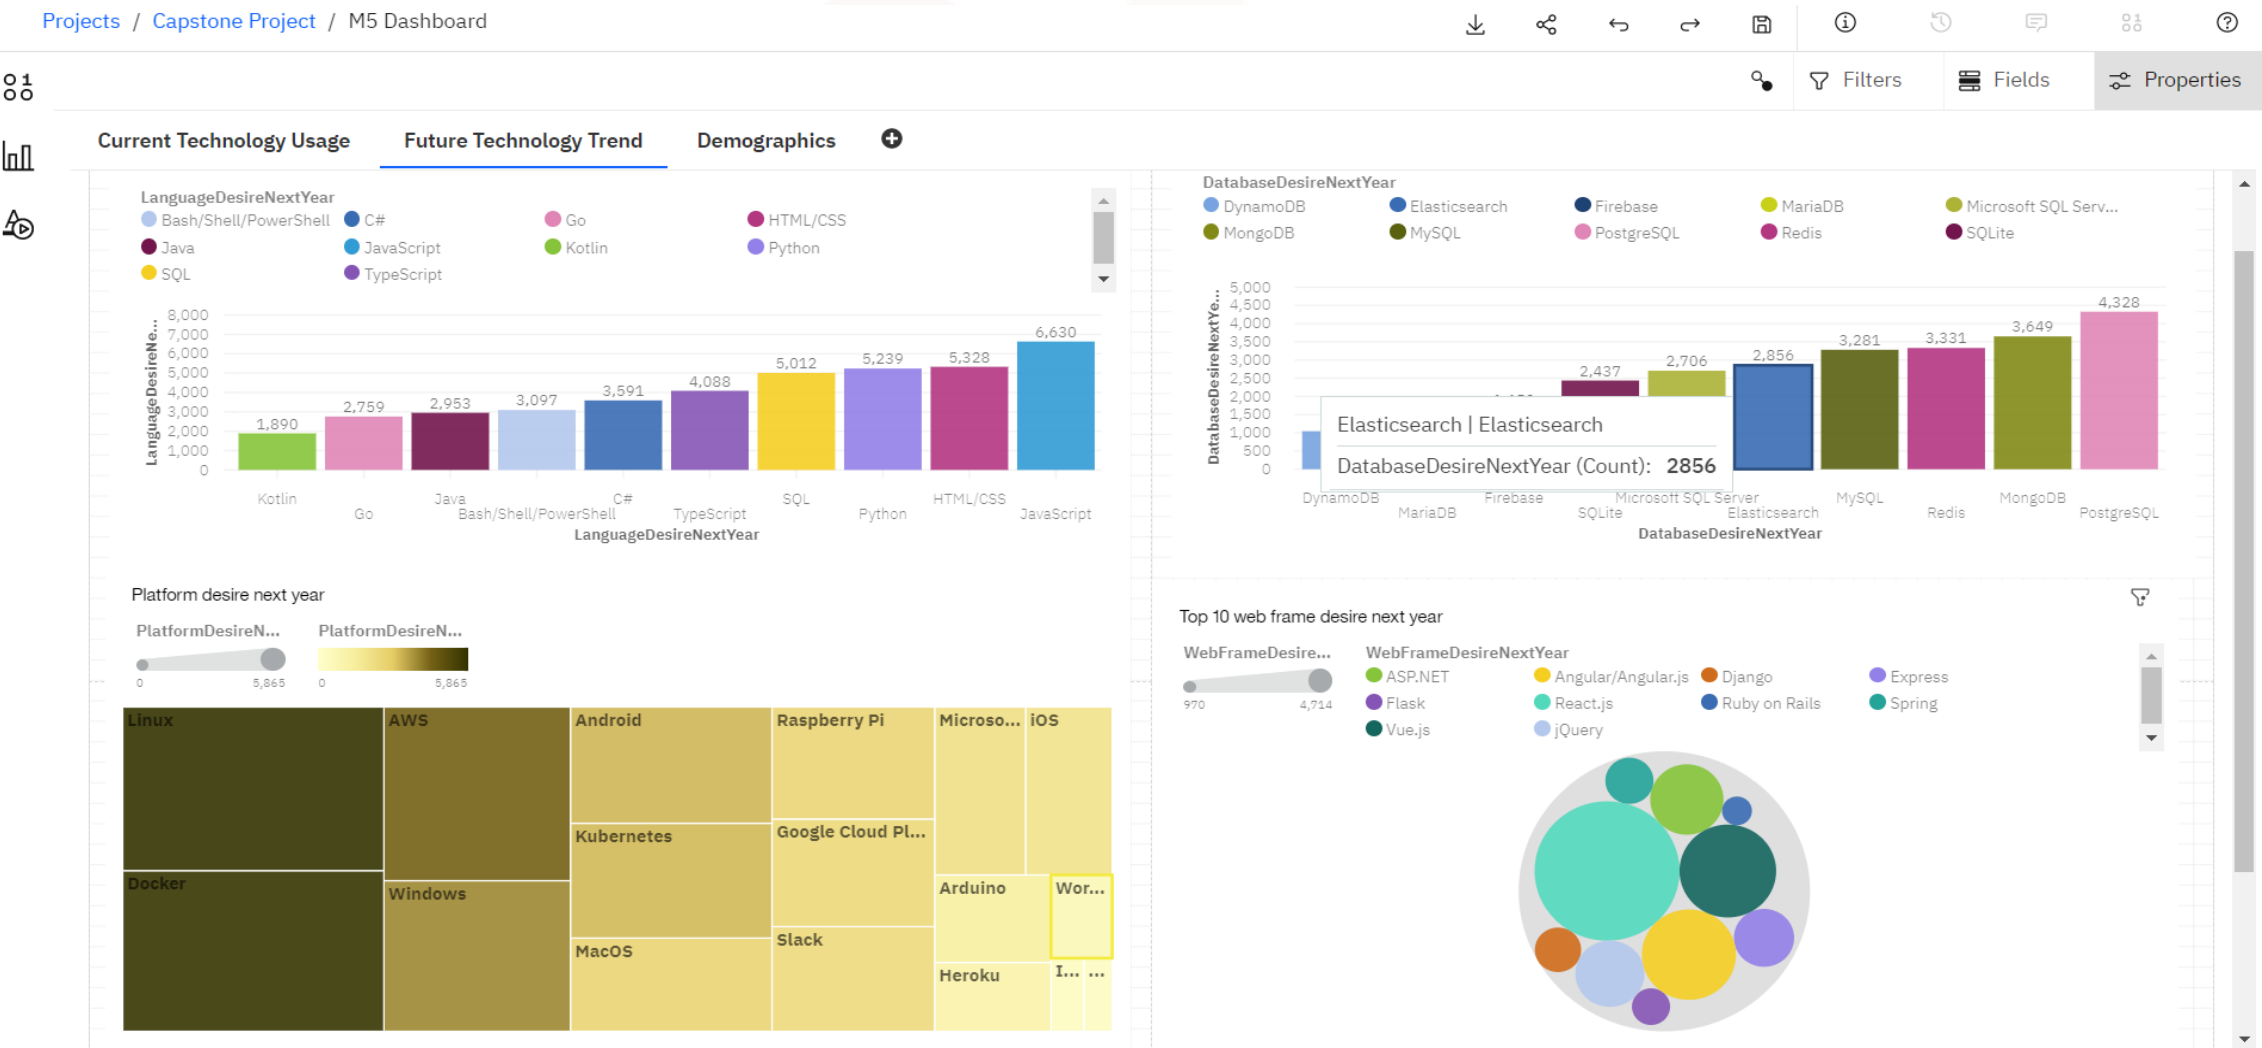 Projects / Capstone Project / M5 Dashboard
Filters Fields Properties
Current Technology Usage Future Technology Trend Demographics
LanguageDesireNextYear
Bash/Shell/PowerShell C# Go HTML/CSS
Java JavaScript Kotlin Python
SQL TypeScript
LanguageDesireNe...
8,000
7,000
6,000
5,000
4,000
3,000
2,000
1,000
0
1,890 2,759 2,953 3,097 3,591 4,088 5,012 5,239 5,328 6,630
Kotlin Java C# SQL HTML/CSS
Go Bash/Shell/PowerShell TypeScript Python JavaScript
LanguageDesireNextYear
DatabaseDesireNextYear
DynamoDB Elasticsearch Firebase MariaDB Microsoft SQL Serv...
MongoDB MySQL PostgreSQL Redis SQLite
DatabaseDesireNextYe...
5,000
4,500
4,000
3,500
3,000
2,500
2,000
1,500
1,000
500
0
2,437 2,706 2,856 3,281 3,331 3,649 4,328
Elasticsearch | Elasticsearch
DatabaseDesireNextYear (Count): 2856
DynamoDB Firebase Microsoft SQL Server MySQL MongoDB
MariaDB SQLite Elasticsearch Redis PostgreSQL
DatabaseDesireNextYear
Platform desire next year
PlatformDesireN... PlatformDesireN...
0 5,865 0 5,865
Linux AWS Android Raspberry Pi Microso... iOS
Kubernetes Google Cloud Pl...
Docker Windows Arduino Wor...
MacOS Slack
Heroku I... ...
Top 10 web frame desire next year
WebFrameDesire... WebFrameDesireNextYear
970 4,714
ASP.NET Angular/Angular.js Django Express
Flask React.js Ruby on Rails Spring
Vue.js jQuery